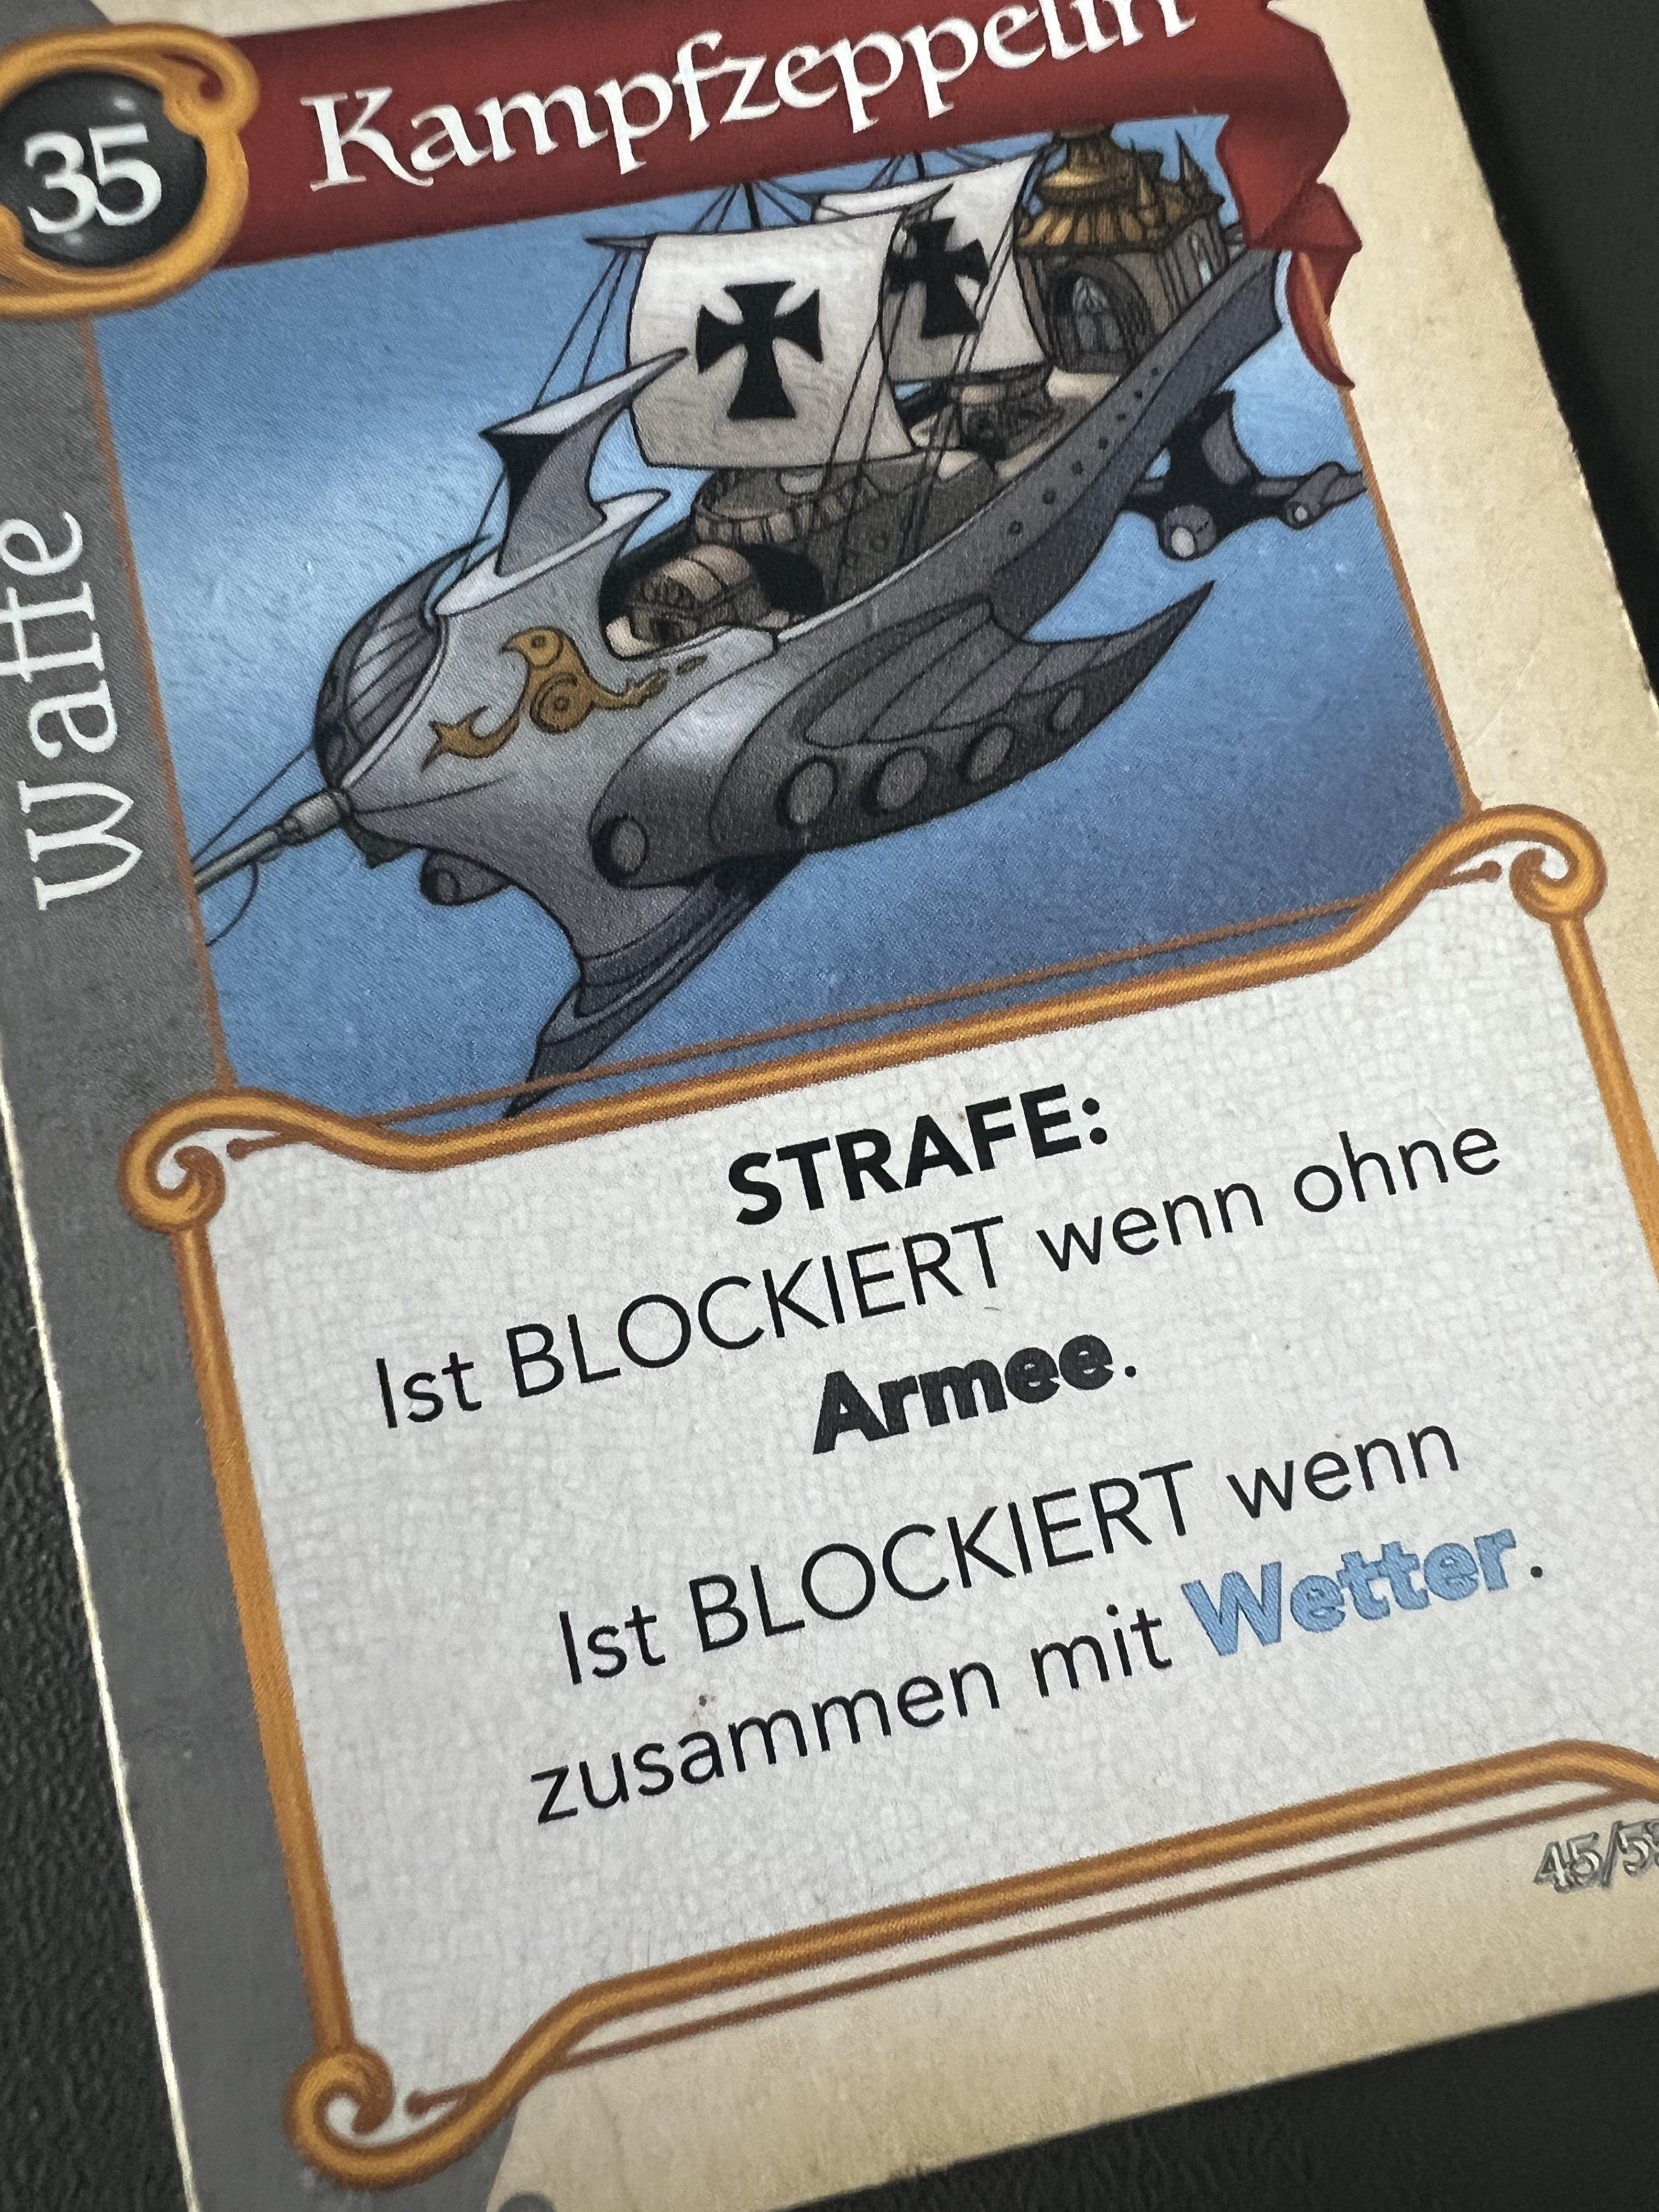 35
Kampfzeppelin
Waffe
STRAFE:
Ist BLOCKIERT wenn ohne
Armee.
Ist BLOCKIERT wenn
zusammen mit Wetter.